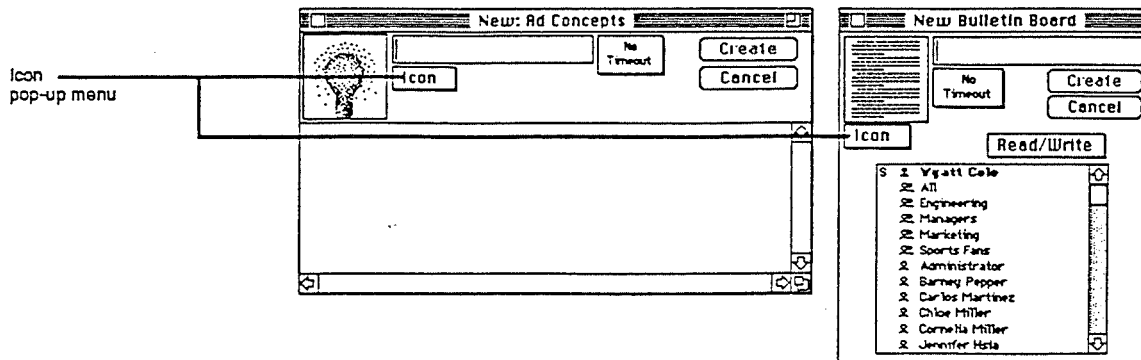 Icon
pop-up menu
New: Ad Concepts
No
Timeout
Create
Icon
Cancel
New Bulletin Board
No
Timeout
Create
Cancel
Icon
Read/Write
S Wyatt Cole
All
Engineering
Managers
Marketing
Sports Fans
Administrator
Barney Pepper
Carlos Martinez
Chloe Miller
Cornelia Miller
Jennifer Hsia